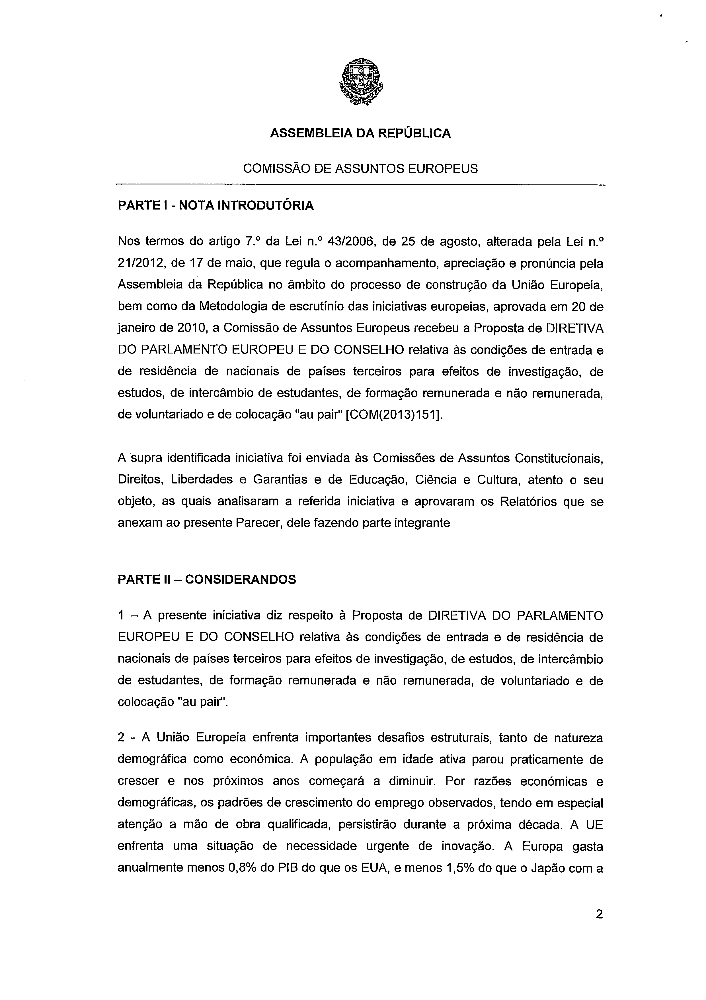 ASSEMBLEIA DA REPÚBLICA
COMISSÃO DE ASSUNTOS EUROPEUS
PARTE I - NOTA INTRODUTÓRIA
Nos termos do artigo 7.º da Lei n.º 43/2006, de 25 de agosto, alterada pela Lei n.º
21/2012, de 17 de maio, que regula o acompanhamento, apreciação e pronúncia pela
Assembleia da República no âmbito do processo de construção da União Europeia,
bem como da Metodologia de escrutínio das iniciativas europeias, aprovada em 20 de
janeiro de 2010, a Comissão de Assuntos Europeus recebeu a Proposta de DIRETIVA
DO PARLAMENTO EUROPEU E DO CONSELHO relativa às condições de entrada e
de residência de nacionais de países terceiros para efeitos de investigação, de
estudos, de intercâmbio de estudantes, de formação remunerada e não remunerada,
de voluntariado e de colocação "au pair" [COM(2013)151].
A supra identificada iniciativa foi enviada às Comissões de Assuntos Constitucionais,
Direitos, Liberdades e Garantias e de Educação, Ciência e Cultura, atento o seu
objeto, as quais analisaram a referida iniciativa e aprovaram os Relatórios que se
anexam ao presente Parecer, dele fazendo parte integrante
PARTE II – CONSIDERANDOS
1 – A presente iniciativa diz respeito à Proposta de DIRETIVA DO PARLAMENTO
EUROPEU E DO CONSELHO relativa às condições de entrada e de residência de
nacionais de países terceiros para efeitos de investigação, de estudos, de intercâmbio
de estudantes, de formação remunerada e não remunerada, de voluntariado e de
colocação "au pair".
2 - A União Europeia enfrenta importantes desafios estruturais, tanto de natureza
demográfica como económica. A população em idade ativa parou praticamente de
crescer e nos próximos anos começará a diminuir. Por razões económicas e
demográficas, os padrões de crescimento do emprego observados, tendo em especial
atenção a mão de obra qualificada, persistirão durante a próxima década. A UE
enfrenta uma situação de necessidade urgente de inovação. A Europa gasta
anualmente menos 0,8% do PIB do que os EUA, e menos 1,5% do que o Japão com a
2